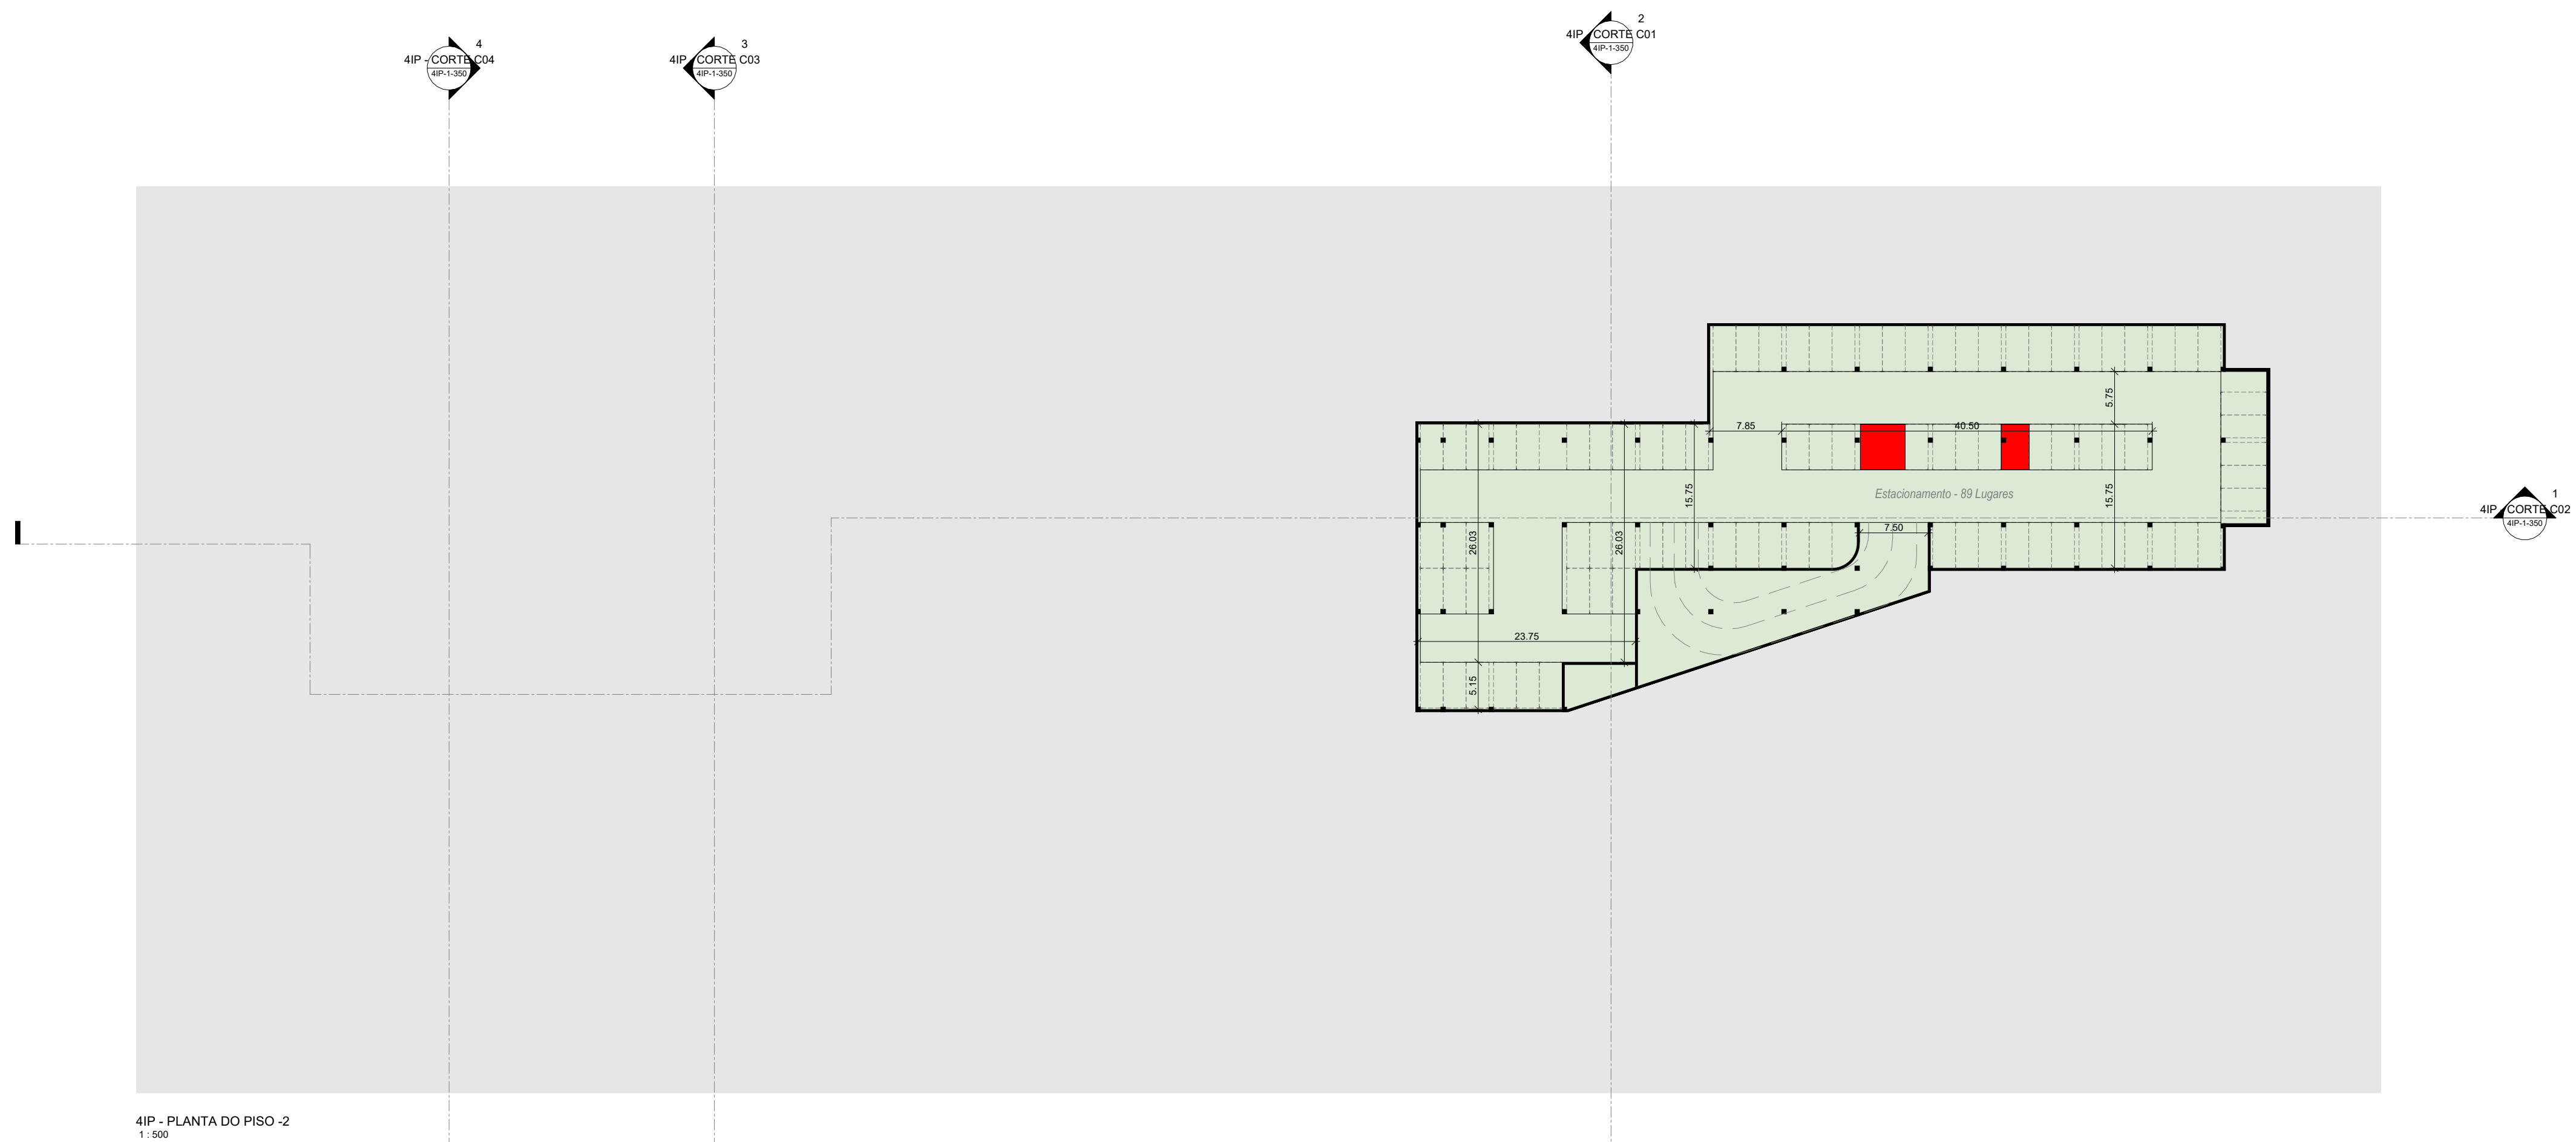 2
4IP - CORTE C01
4IP-1-350
4
4IP - CORTE C04
4IP-1-350
3
4IP - CORTE C03
4IP-1-350
5.75
7.85
40.50
15.75
15.75
Estacionamento - 89 Lugares
1
4IP - CORTE C02
4IP-1-350
7.50
26.03
26.03
23.75
5.15
4IP - PLANTA DO PISO -2
1 : 500